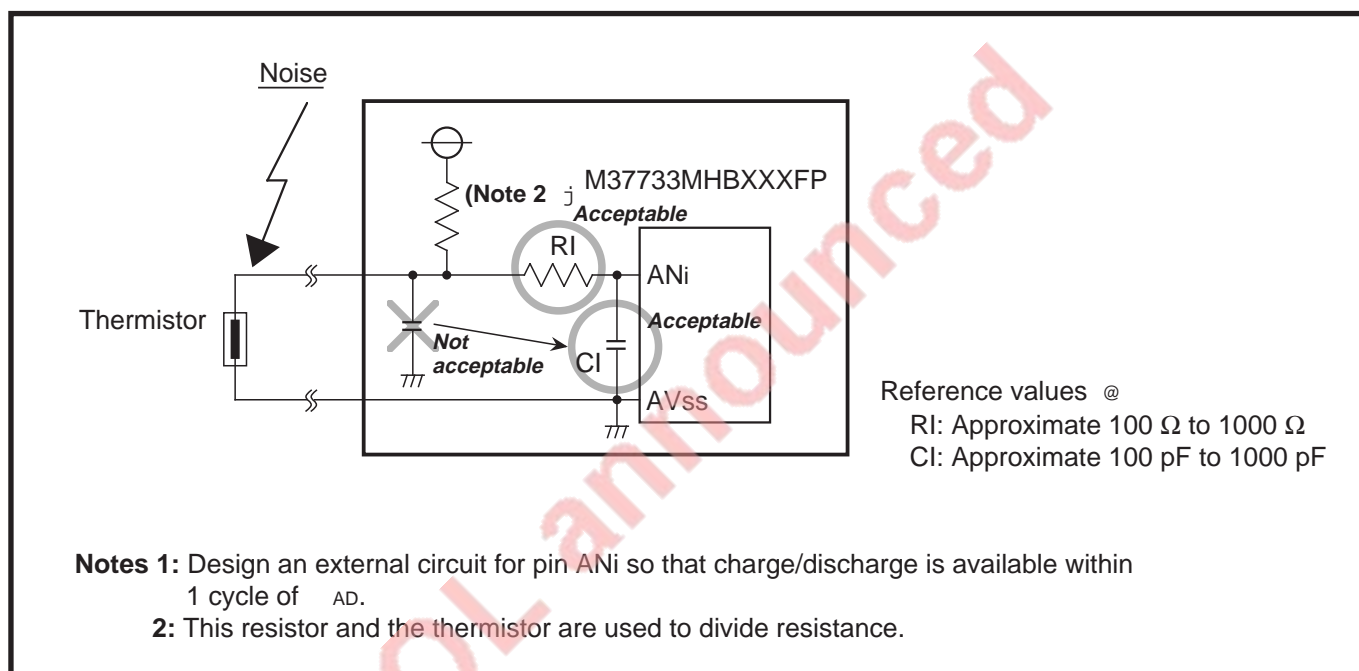 Noise
(Note 2 j
M37733MHBXXXFP
Acceptable
RI
ANi
Thermistor
Acceptable
Not
acceptable
CI
AVss
Reference values @
RI: Approximate 100 Ω to 1000 Ω
CI: Approximate 100 pF to 1000 pF
Notes 1: Design an external circuit for pin ANi so that charge/discharge is available within
1 cycle of AD.
2: This resistor and the thermistor are used to divide resistance.
OL announced